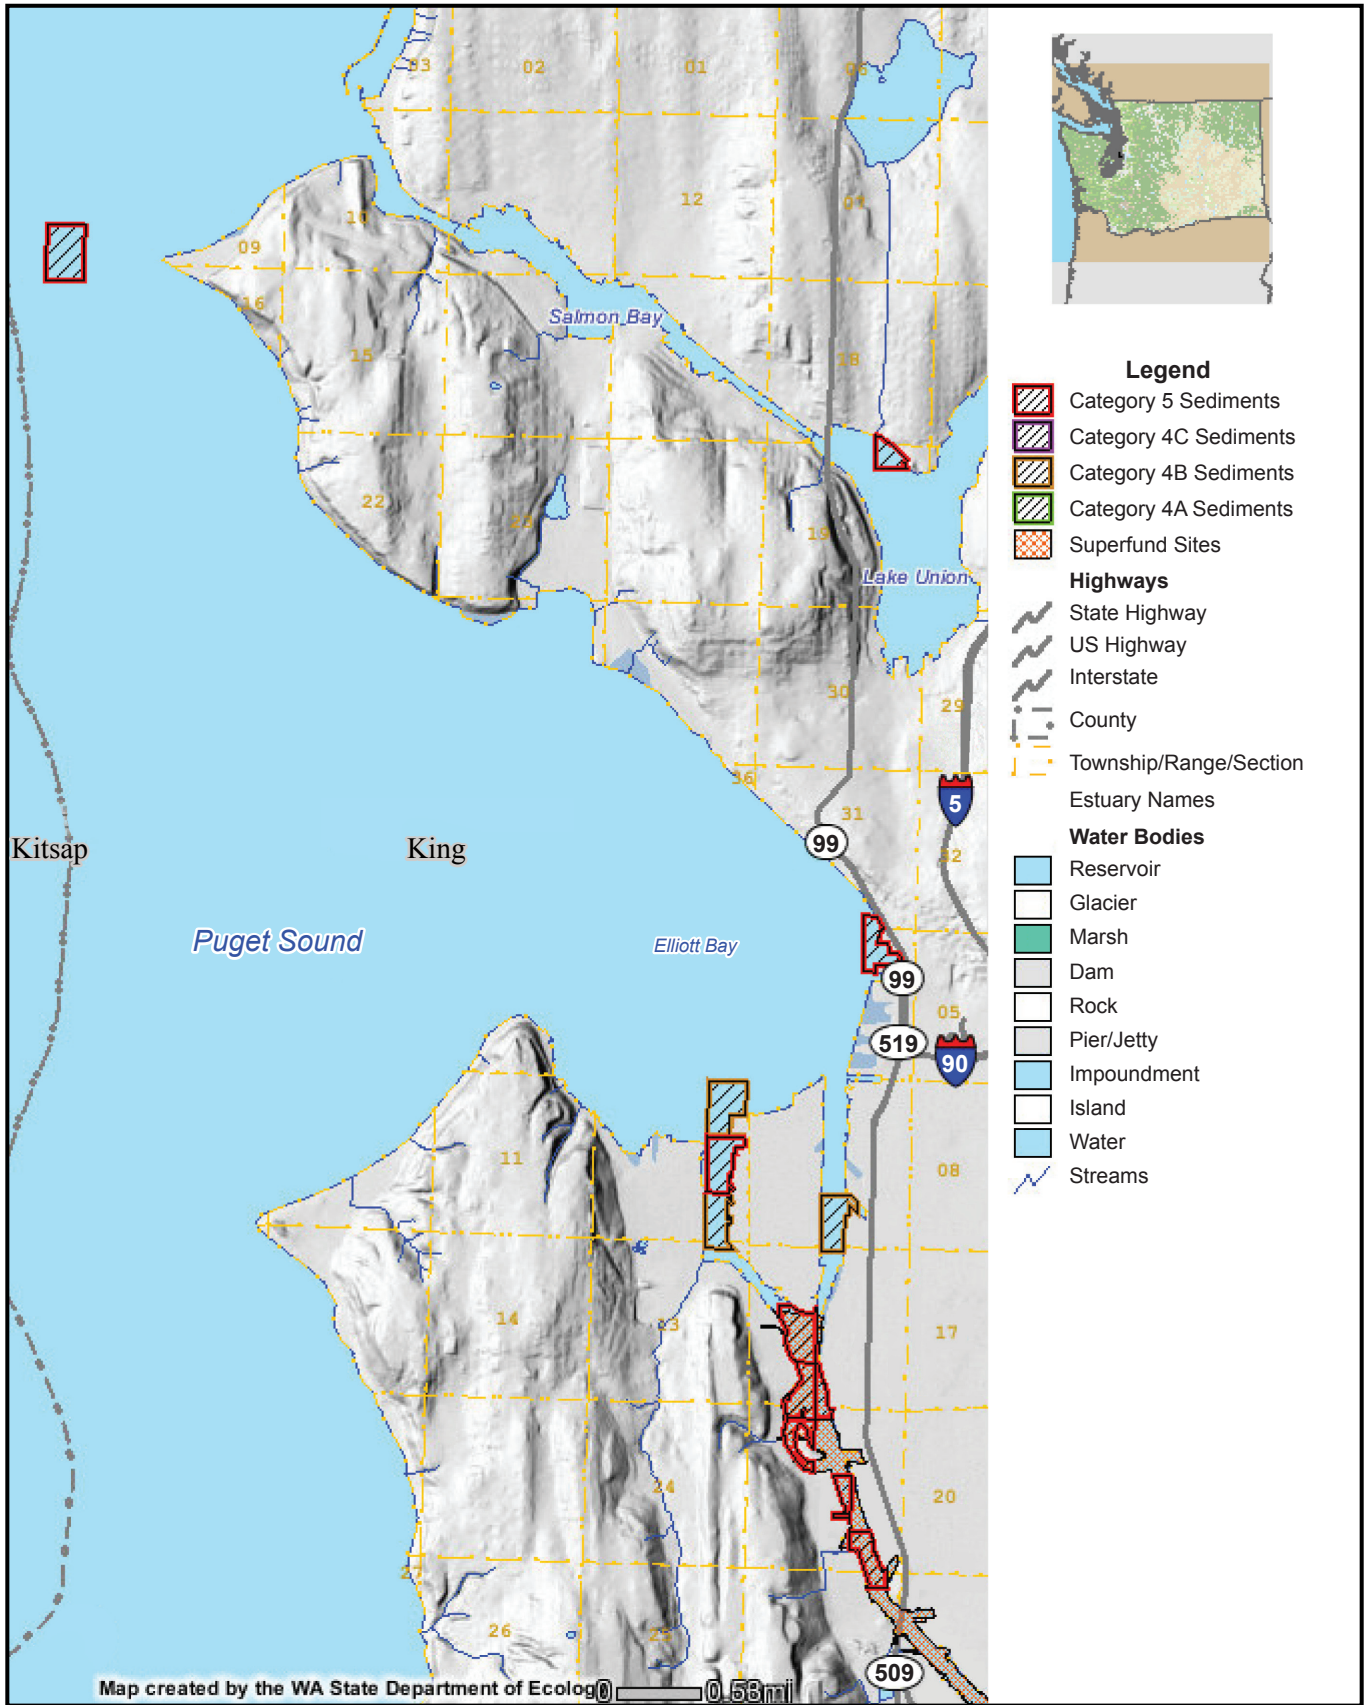 03
02
01
06
12
07
10
09
16
Salmon Bay
15
18
22
23
19
Lake Union
30
29
36
31
5
99
32
Kitsap
King
Puget Sound
Elliott Bay
99
05
519
90
11
08
14
13
17
24
20
27
26
25
509
Map created by the WA State Department of Ecolog
0 0.58mi
Legend
Category 5 Sediments
Category 4C Sediments
Category 4B Sediments
Category 4A Sediments
Superfund Sites
Highways
State Highway
US Highway
Interstate
County
Township/Range/Section
Estuary Names
Water Bodies
Reservoir
Glacier
Marsh
Dam
Rock
Pier/Jetty
Impoundment
Island
Water
Streams